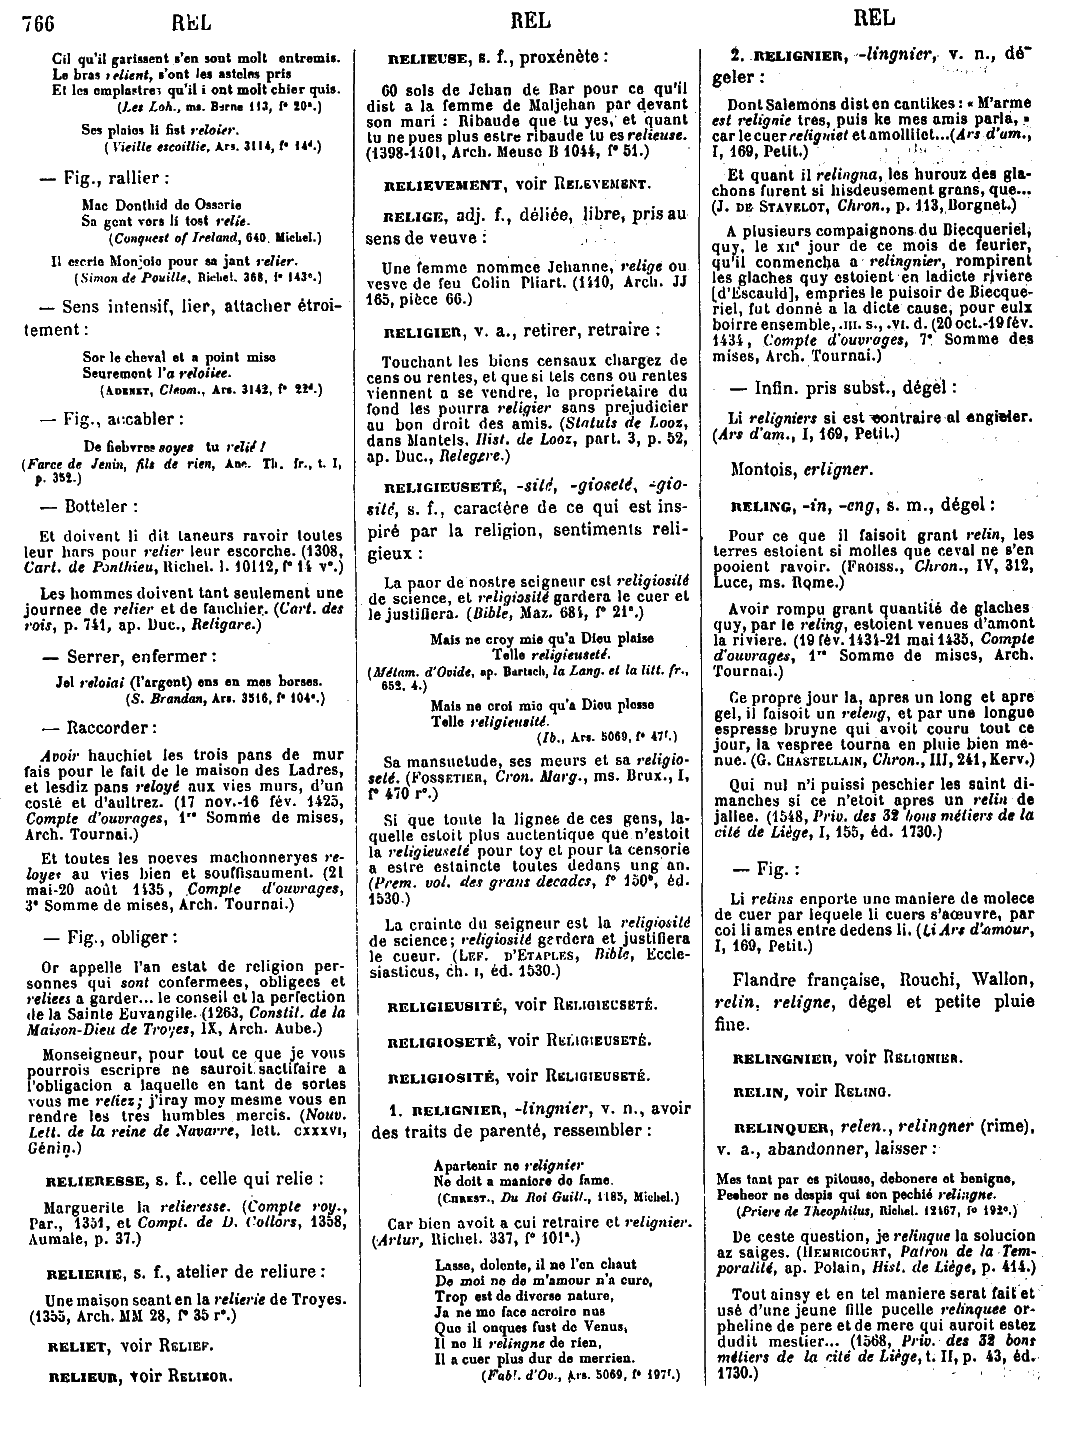 766 REL REL REL
Cil qu'il garissent s'en sont molt entremis.
Le bras relient, s'ont les asteles pris
Et les emplastres qu'il i ont molt chier quis.
(Les Loh., ms. Berne 113, f° 20ª.)
Ses plaies li fist reloier.
(Vieille escoillie, Ars. 3114, f° 14ᵈ.)
— Fig., rallier :
Mac Donthid de Osserie
Sa gent vers li tost relie.
(Conquest of Ireland, 640. Michel.)
Il escrie Monjoie pour sa jant relier.
(Simon de Pouille, Richel. 368, f° 143ᵉ.)
— Sens intensif, lier, attacher étroi-
tement :
Sor le cheval et a point mise
Seurement l'a reloiiee.
(ADENET, Cleom., Ars. 3142, f° 22ᵈ.)
— Fig., accabler :
De fiebvres soyes tu relié !
(Farce de Jenin, fils de rien, Anc. Th. fr., t. I,
p. 352.)
— Botteler :
Et doivent li dit taneurs ravoir toutes
leur hars pour relier leur escorche. (1308,
Cart. de Ponthieu, Richel. l. 10112, f° 14 v°.)
Les hommes doivent tant seulement une
journee de relier et de fauchier. (Cart. des
rois, p. 741, ap. Duc., Religare.)
— Serrer, enfermer :
Jel reloiai (l'argent) ens en mes borses.
(S. Brandan, Ars. 3516, f° 104ᵉ.)
— Raccorder :
Avoir hauchiet les trois pans de mur
fais pour le fait de le maison des Ladres,
et lesdiz pans reloyé aux vies murs, d'un
costé et d'aultrez. (17 nov.-16 fév. 1425,
Compte d'ouvrages, 1ʳᵉ Somme de mises,
Arch. Tournai.)
Et toutes les noeves machonneryes re-
loyet au vies bien et souffisaument. (21
mai-20 août 1435, Compte d'ouvrages,
3ᵉ Somme de mises, Arch. Tournai.)
— Fig., obliger :
Or appelle l'an estat de religion per-
sonnes qui sont confermees, obligees et
reliees a garder... le conseil et la perfection
de la Sainte Euvangile. (1263, Constit. de la
Maison-Dieu de Troyes, IX, Arch. Aube.)
Monseigneur, pour tout ce que je vous
pourrois escripre ne sauroit sactifaire a
l'obligacion a laquelle en tant de sortes
vous me reliez; j'iray moy mesme vous en
rendre les tres humbles mercis. (Nouv.
Lett. de la reine de Navarre, lett. CXXXVI,
Génin.)
RELIERESSE, s. f., celle qui relie :
Marguerite la relieresse. (Compte roy.,
Par., 1351, et Compt. de D. Collors, 1358,
Aumale, p. 37.)
RELIERIE, s. f., atelier de reliure :
Une maison seant en la relierie de Troyes.
(1355, Arch. MM 28, f° 35 r°.)
RELIET, voir RELIEF.
RELIEUR, voir RELIEOR.
RELIEUSE, s. f., proxénète :
60 sols de Jehan de Bar pour ce qu'il
dist a la femme de Maljehan par devant
son mari : Ribaude que tu yes, et quant
tu ne pues plus estre ribaude tu es relieuse.
(1398-1401, Arch. Meuse B 1044, f° 51.)
RELIEVEMENT, voir RELEVEMENT.
RELIGE, adj. f., déliée, libre, pris au
sens de veuve :
Une femme nommee Jehanne, relige ou
vesve de feu Colin Pliart. (1410, Arch. JJ
165, pièce 66.)
RELIGIER, v. a., retirer, retraire :
Touchant les biens censaux chargez de
cens ou rentes, et que si tels cens ou rentes
viennent a se vendre, le proprietaire du
fond les pourra religier sans prejudicier
au bon droit des amis. (Statuts de Looz,
dans Mantels, Hist. de Looz, part. 3, p. 52,
ap. Duc., Relegere.)
RELIGIEUSETÉ, -sité, -gioseté, -gio-
sité, s. f., caractère de ce qui est ins-
piré par la religion, sentiments reli-
gieux :
La paor de nostre seigneur est religiosité
de science, et religiosité gardera le cuer et
le justifiera. (Bible, Maz. 684, f° 21ª.)
Mais ne croy mie qu'a Dieu plaise
Telle religieuseté.
(Métam. d'Ovide, ap. Bartsch, la Lang. et la litt. fr.,
652, 4.)
Mais ne croi mie qu'a Dieu plesse
Telle religieusité.
(Ib., Ars. 5069, f° 47ᶠ.)
Sa mansuetude, ses meurs et sa religio-
seté. (FOSSETIER, Cron. Marg., ms. Brux., I,
f° 470 r°.)
Si que toute la lignee de ces gens, la-
quelle estoit plus auctentique que n'estoit
la religieuseté pour toy et pour ta censorie
a estre estaincte toutes dedans ung an.
(Prem. vol. des grans decades, f° 150ᵉ, éd.
1530.)
La crainte du seigneur est la religiosité
de science; religiosité gerdera et justifiera
le cueur. (LEF. D'ETAPLES, Bible, Eccle-
siasticus, ch. I, éd. 1530.)
RELIGIEUSITÉ, voir RELIGIEUSETÉ.
RELIGIOSETÉ, voir RELIGIEUSETÉ.
RELIGIOSITÉ, voir RELIGIEUSETÉ.
1. RELIGNIER, -lingnier, v. n., avoir
des traits de parenté, ressembler :
Apartenir ne relignier
Ne doit a maniere de fame.
(CHREST., Du Roi Guill., 1185, Michel.)
Car bien avoit a cui retraire et relignier.
(Artur, Richel. 337, f° 101ª.)
Lasse, dolente, il ne l'en chaut
De moi ne de m'amour n'a cure,
Trop est de diverse nature,
Ja ne me face acroire nus
Que il onques fust de Venus,
Il ne li relingne de rien,
Il a cuer plus dur de merrien.
(Fabl. d'Ov., Ars. 5069, f° 197ᶠ.)
2. RELIGNIER, -lingnier, v. n., dé-
geler :
Dont Salemons dist en cantikes : « M'arme
est relignie tres, puis ke mes amis parla, »
car le cuer religniet et amolliiet...(Ars d'am.,
I, 169, Petit.)
Et quant il relingna, les hurouz des gla-
chons furent si hisdeusement grans, que...
(J. DE STAVELOT, Chron., p. 113, Borgnet.)
A plusieurs compaignons du Biecqueriel,
quy, le XIIᵉ jour de ce mois de feurier,
qu'il conmencha a relingnier, rompirent
les glaches quy estoient en ladicte riviere
[d'Escauld], empries le puisoir de Biecque-
riel, fut donné a la dicte cause, pour eulx
boirre ensemble, .III. s., .VI. d. (20 oct.-19 fév.
1434, Compte d'ouvrages, 7ᵉ Somme des
mises, Arch. Tournai.)
— Infin. pris subst., dégel :
Li religniers si est contraire al engieler.
(Ars d'am., I, 169, Petit.)
Montois, erligner.
RELING, -in, -eng, s. m., dégel :
Pour ce que il faisoit grant relin, les
terres estoient si molles que ceval ne s'en
pooient ravoir. (FROISS., Chron., IV, 312,
Luce, ms. Rome.)
Avoir rompu grant quantité de glaches
quy, par le reling, estoient venues d'amont
la riviere. (19 fév. 1434-21 mai 1435, Compte
d'ouvrages, 1ʳᵉ Somme de mises, Arch.
Tournai.)
Ce propre jour la, apres un long et apre
gel, il faisoit un releng, et par une longue
espresse bruyne qui avoit couru tout ce
jour, la vespree tourna en pluie bien me-
nue. (G. CHASTELLAIN, Chron., III, 241, Kerv.)
Qui nul n'i puissi peschier les saint di-
manches si ce n'etoit apres un relin de
jallee. (1548, Priv. des 32 bons métiers de la
cité de Liège, I, 155, éd. 1730.)
— Fig. :
Li relins enporte une maniere de molece
de cuer par lequele li cuers s'aœuvre, par
coi li ames entre dedens li. (Li Ars d'amour,
I, 169, Petit.)
Flandre française, Rouchi, Wallon,
relin, religne, dégel et petite pluie
fine.
RELINGNIER, voir RELIGNIER.
RELIN, voir RELING.
RELINQUER, relen., relingner (rime),
v. a., abandonner, laisser :
Mes tant par es piteuse, debonere et benigne,
Pecheor ne despis qui son pechié relingne.
(Priere de Theophilus, Richel. 12467, f° 192ᵉ.)
De ceste question, je relinque la solucion
az saiges. (HENRICOURT, Patron de la Tem-
poralité, ap. Polain, Hist. de Liège, p. 414.)
Tout ainsy et en tel maniere serat fait et
usé d'une jeune fille pucelle relinquee or-
pheline de pere et de mere qui auroit estez
dudit mestier... (1568, Priv. des 32 bons
métiers de la cité de Liège, t. II, p. 43, éd.
1730.)